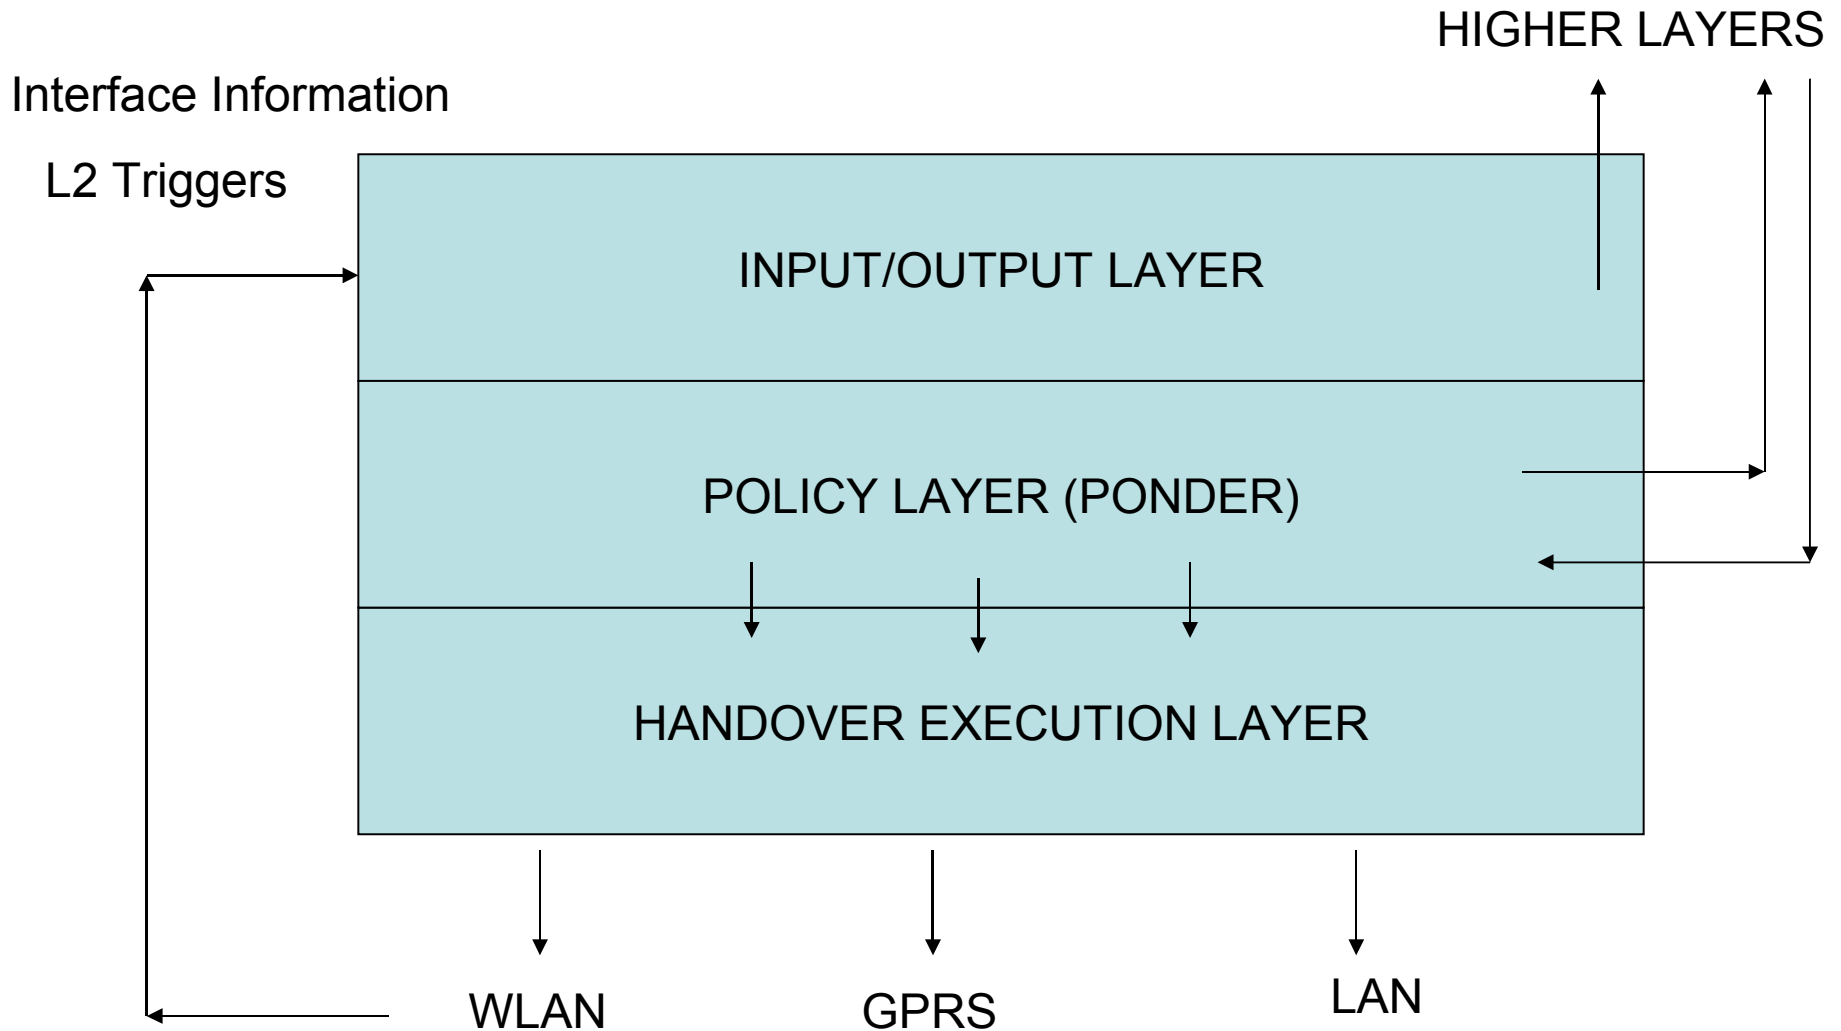 HIGHER LAYERS
Interface Information
L2 Triggers
INPUT/OUTPUT LAYER
POLICY LAYER (PONDER)
HANDOVER EXECUTION LAYER
WLAN
GPRS
LAN